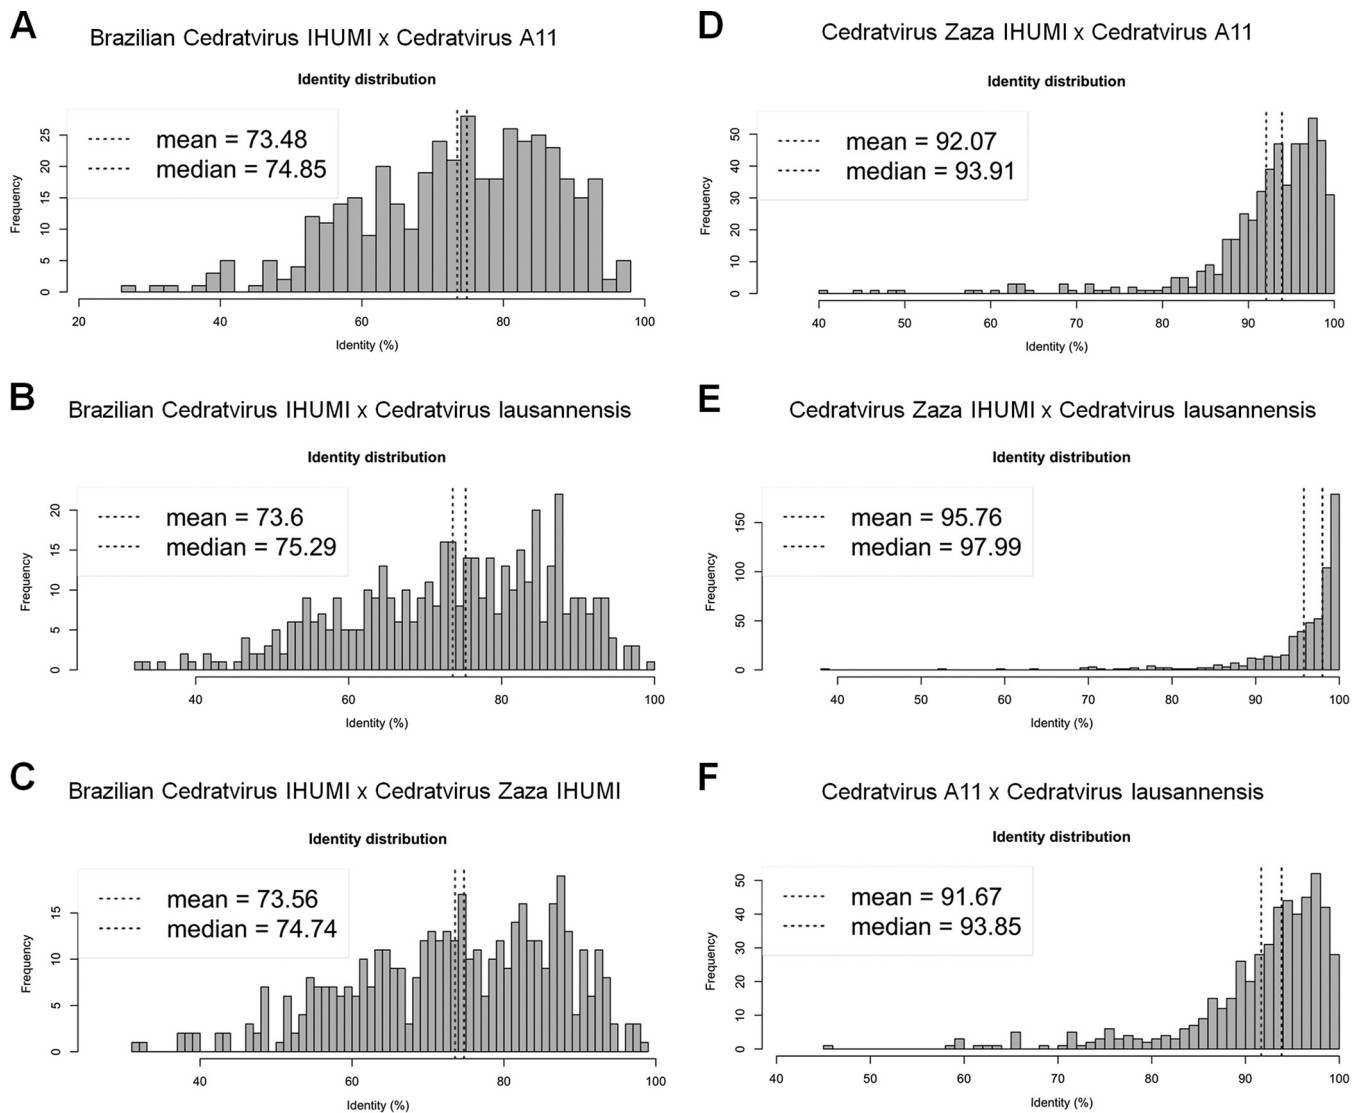 A
Brazilian Cedratvirus IHUMI x Cedratvirus A11
Identity distribution
mean = 73.48
median = 74.85
Frequency
0
5
10
15
20
25
20
40
60
80
100
Identity (%)
B
Brazilian Cedratvirus IHUMI x Cedratvirus lausannensis
Identity distribution
mean = 73.6
median = 75.29
Frequency
0
5
10
15
20
40
60
80
100
Identity (%)
C
Brazilian Cedratvirus IHUMI x Cedratvirus Zaza IHUMI
Identity distribution
mean = 73.56
median = 74.74
Frequency
0
5
10
15
40
60
80
100
Identity (%)
D
Cedratvirus Zaza IHUMI x Cedratvirus A11
Identity distribution
mean = 92.07
median = 93.91
Frequency
0
10
20
30
40
50
40
50
60
70
80
90
100
Identity (%)
E
Cedratvirus Zaza IHUMI x Cedratvirus lausannensis
Identity distribution
mean = 95.76
median = 97.99
Frequency
0
50
100
150
40
50
60
70
80
90
100
Identity (%)
F
Cedratvirus A11 x Cedratvirus lausannensis
Identity distribution
mean = 91.67
median = 93.85
Frequency
0
10
20
30
40
50
40
50
60
70
80
90
100
Identity (%)